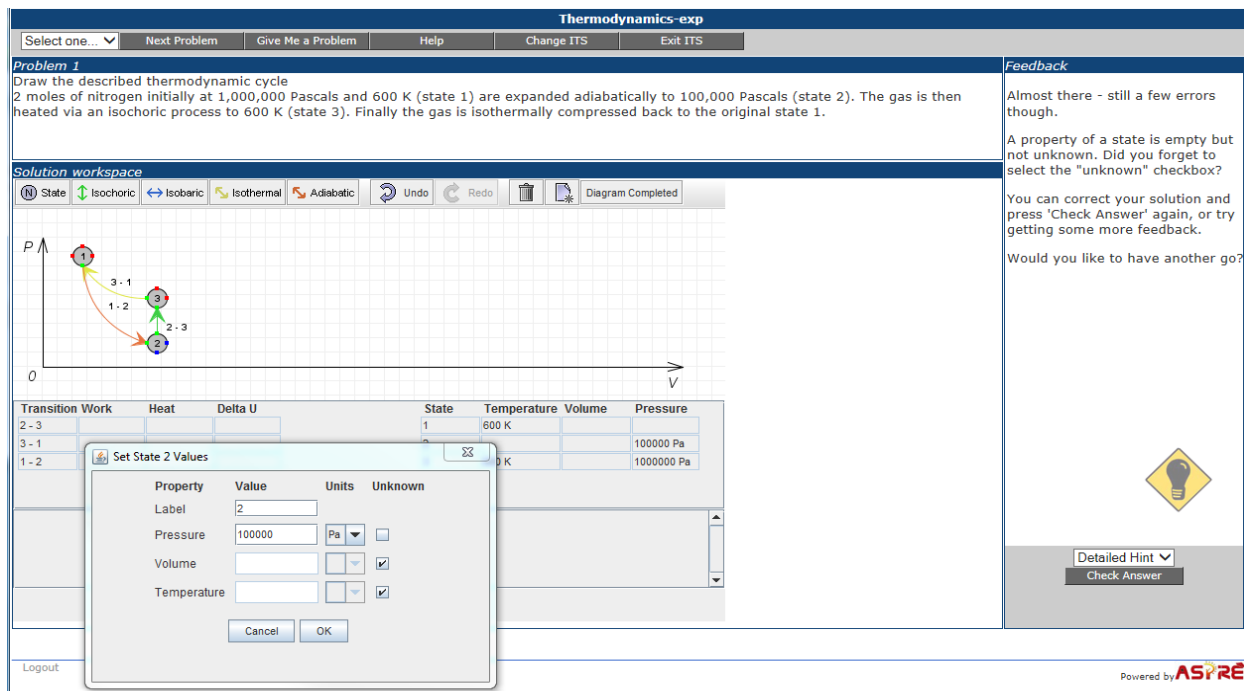 Thermodynamics-exp
Select one... Next Problem Give Me a Problem Help Change ITS Exit ITS
Problem 1
Draw the described thermodynamic cycle
2 moles of nitrogen initially at 1,000,000 Pascals and 600 K (state 1) are expanded adiabatically to 100,000 Pascals (state 2). The gas is then
heated via an isochoric process to 600 K (state 3). Finally the gas is isothermally compressed back to the original state 1.
Feedback
Almost there - still a few errors
though.
A property of a state is empty but
not unknown. Did you forget to
select the "unknown" checkbox?
You can correct your solution and
press 'Check Answer' again, or try
getting some more feedback.
Would you like to have another go?
Solution workspace
N State Isochoric Isobaric Isothermal Adiabatic Undo Redo Diagram Completed
P
1
3 - 1
1 - 2
3
2 - 3
2
0
V
Transition Work Heat Delta U
2 - 3
3 - 1
1 - 2
State Temperature Volume Pressure
1 600 K
100000 Pa
K 1000000 Pa
Set State 2 Values
Property Value Units Unknown
Label 2
Pressure 100000 Pa
Volume
Temperature
Cancel OK
Detailed Hint
Check Answer
Logout
Powered by ASPIRE